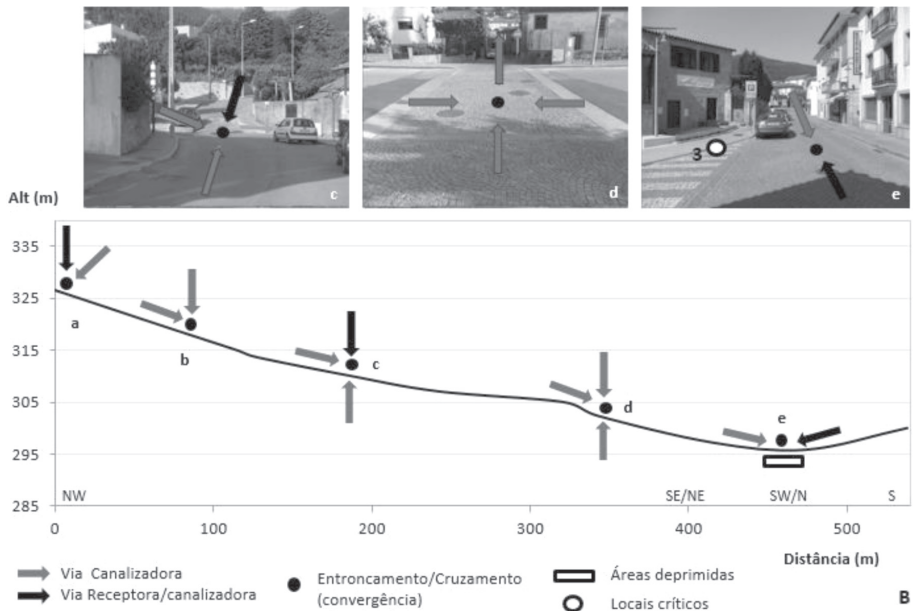 c
d
3
e
Alt (m)
335
325
315
305
295
285
a
b
c
d
e
NW
SE/NE
SW/N
S
0
100
200
300
400
500
Distância (m)
Via Canalizadora
Via Receptora/canalizadora
Entroncamento/Cruzamento
(convergência)
Áreas deprimidas
Locais críticos
B